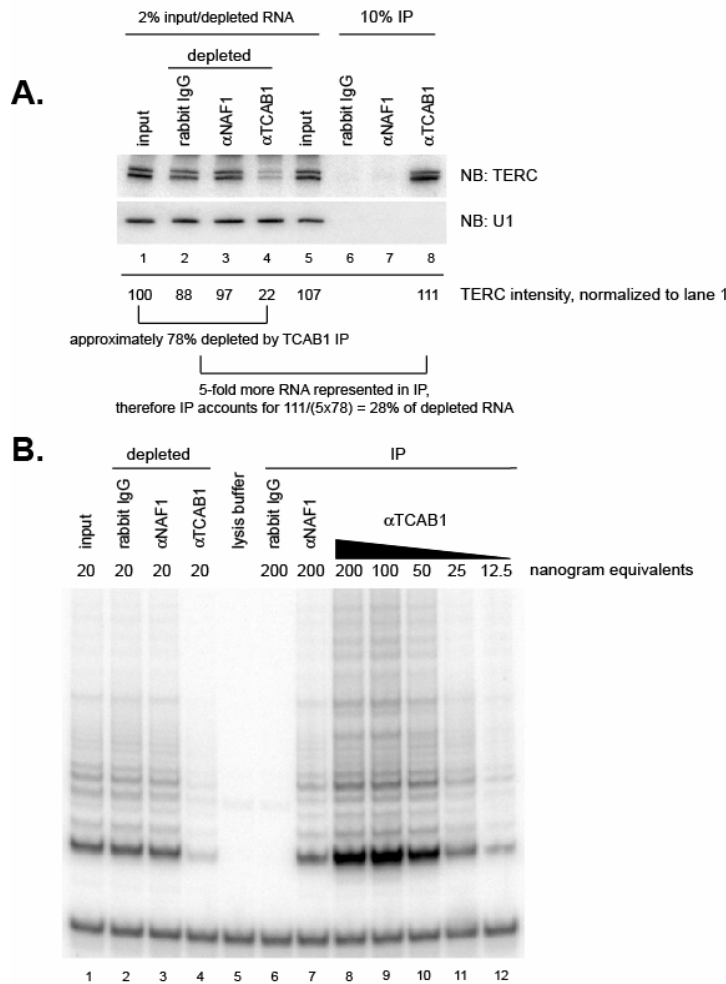 2% input/depleted RNA 10% IP
depleted
A.
input rabbit IgG αNAF1 αTCAB1 input rabbit IgG αNAF1 αTCAB1
NB: TERC
NB: U1
1 2 3 4 5 6 7 8
100 88 97 22 107 111 TERC intensity, normalized to lane 1
approximately 78% depleted by TCAB1 IP
5-fold more RNA represented in IP,
therefore IP accounts for 111/(5x78) = 28% of depleted RNA
B.
depleted IP
input rabbit IgG αNAF1 αTCAB1 lysis buffer rabbit IgG αNAF1 αTCAB1
20 20 20 20 200 200 200 100 50 25 12.5 nanogram equivalents
1 2 3 4 5 6 7 8 9 10 11 12